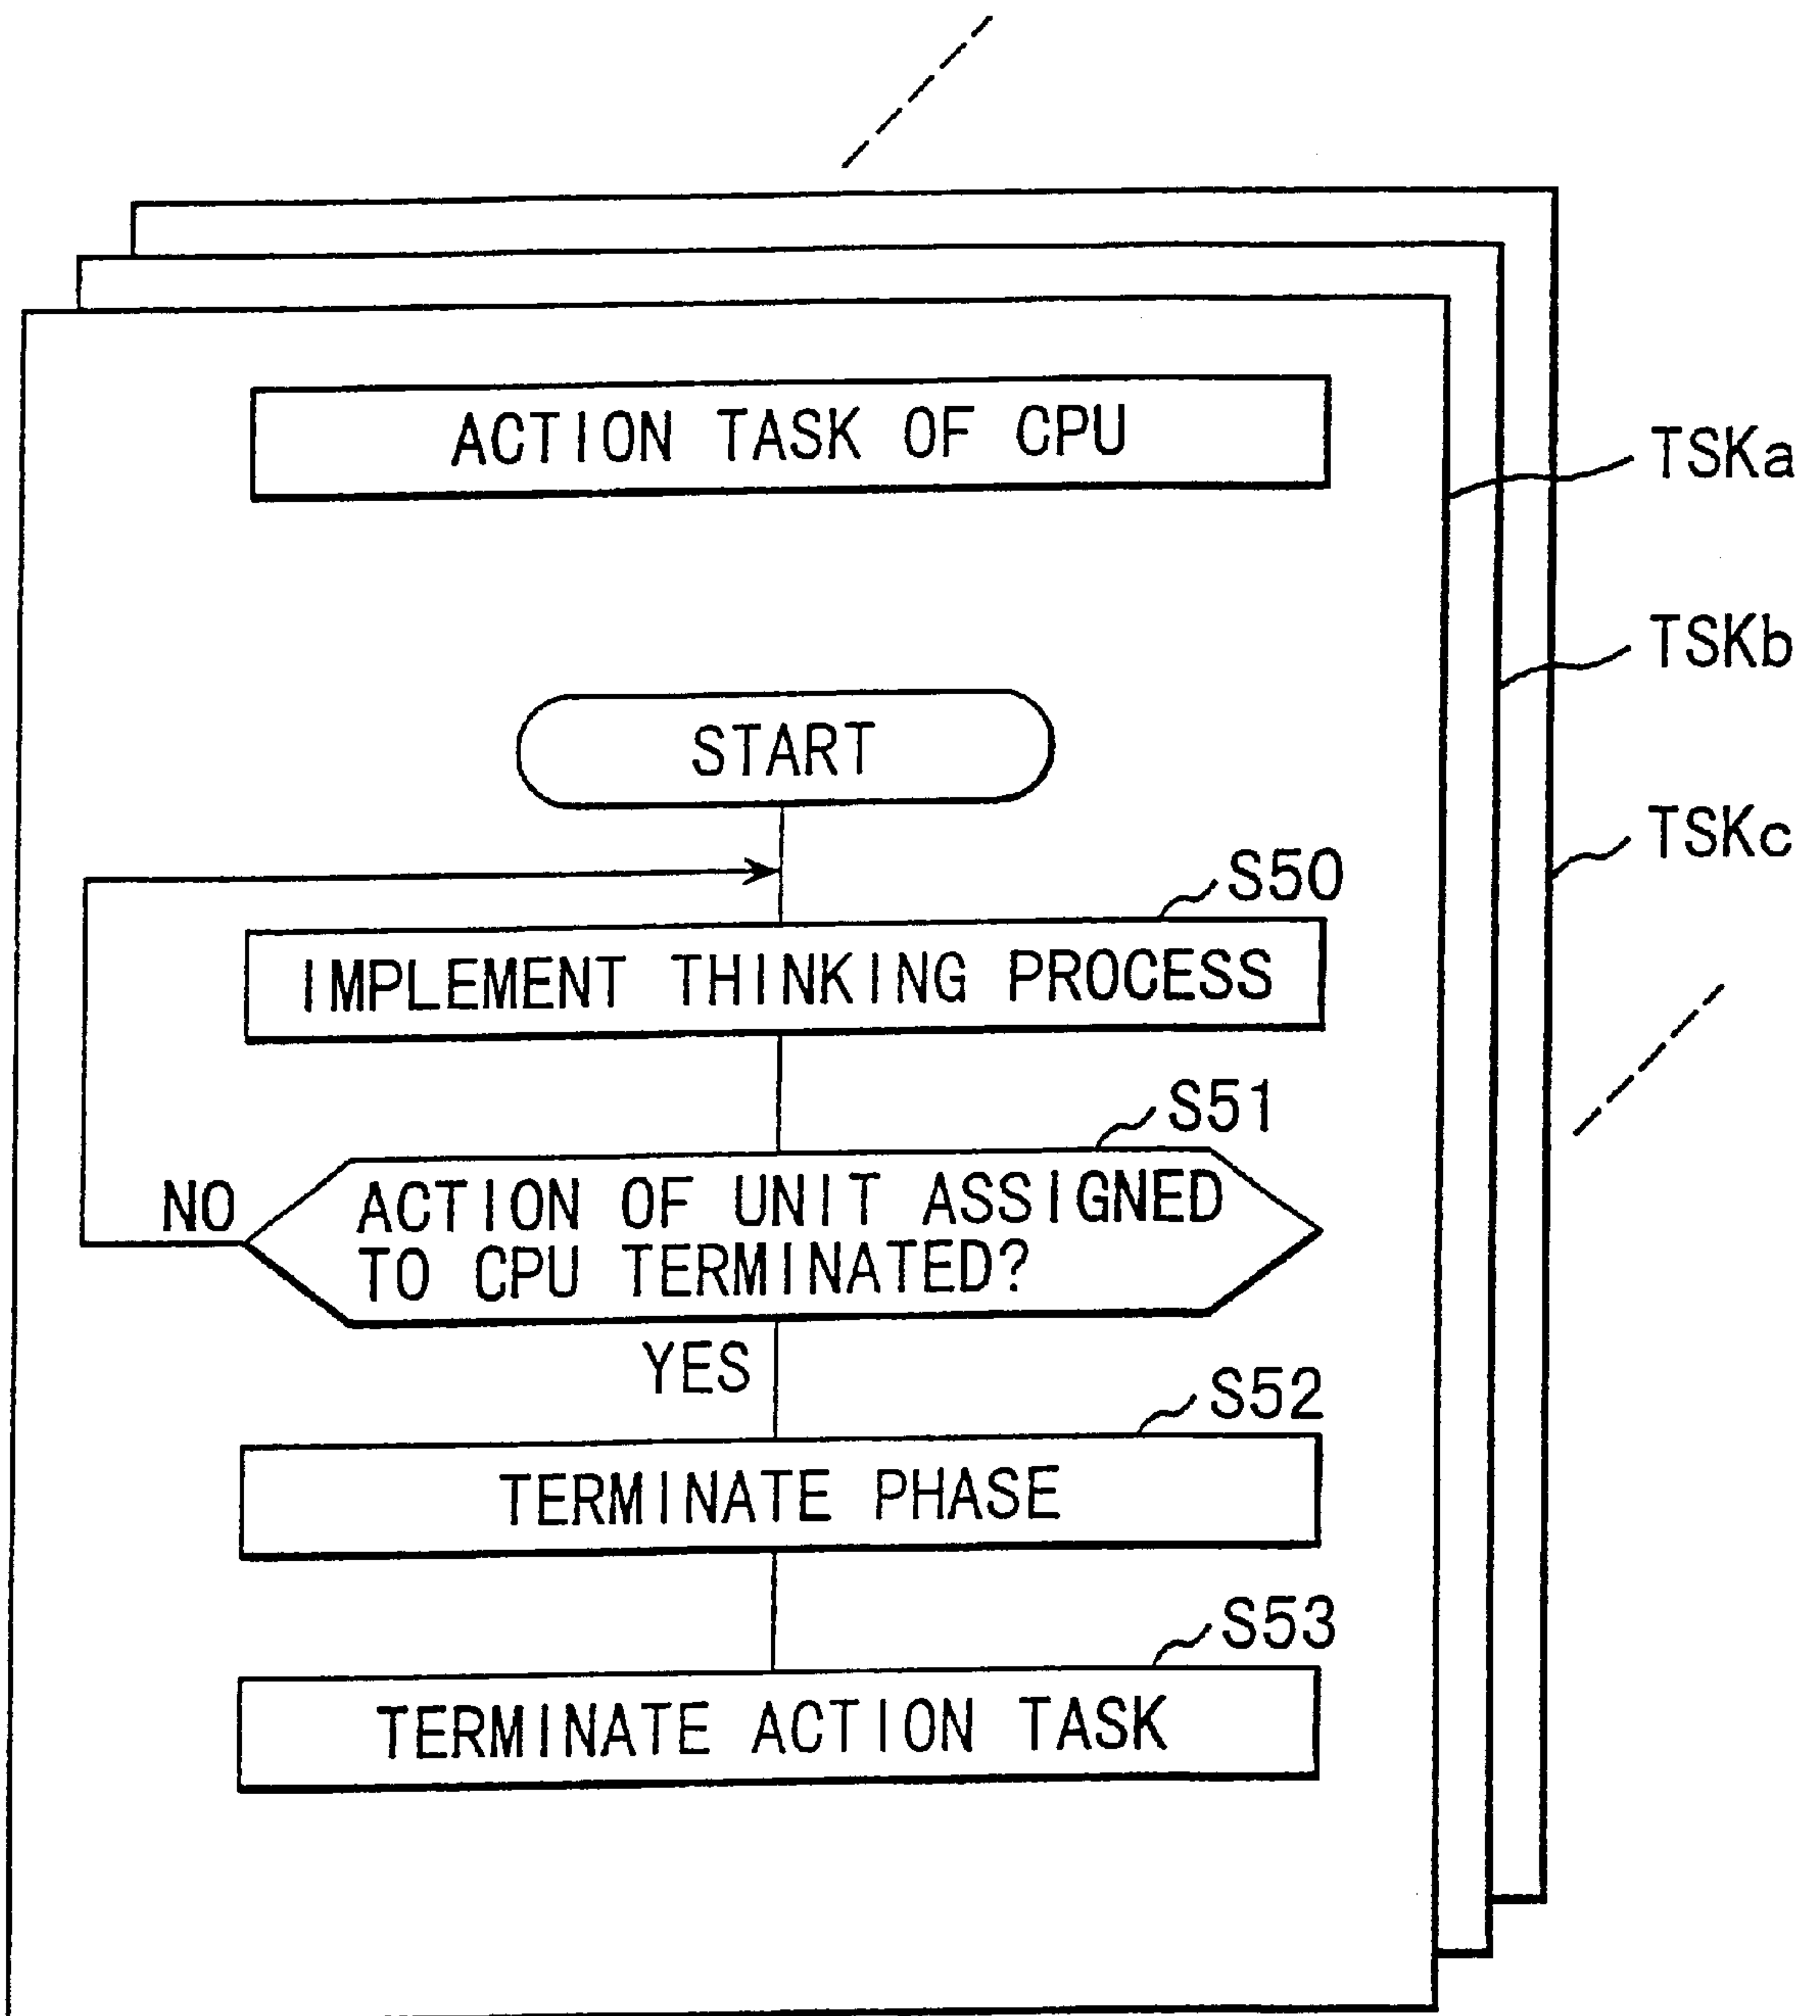 ACTION TASK OF CPU
TSKa
TSKb
START
TSKc
S50
IMPLEMENT THINKING PROCESS
S51
NO
ACTION OF UNIT ASSIGNED
TO CPU TERMINATED?
YES
S52
TERMINATE PHASE
S53
TERMINATE ACTION TASK